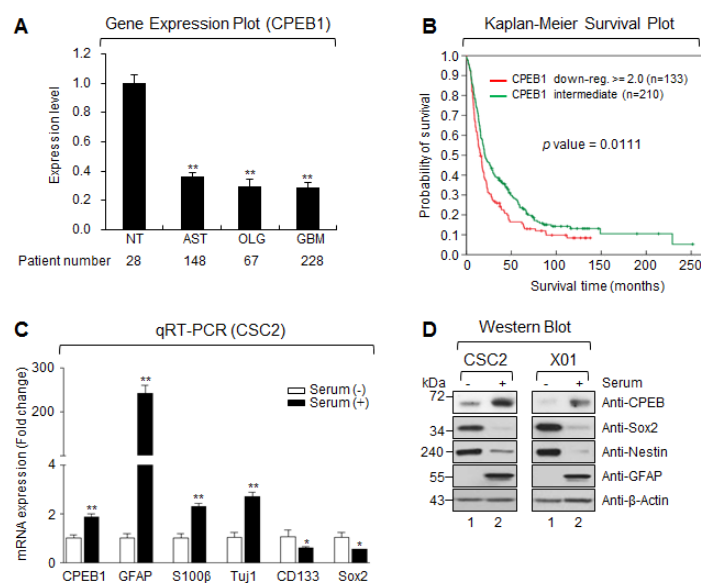 A
Gene Expression Plot (CPEB1)
Expression level
1.2
1.0
0.8
0.6
0.4
0.2
0.0
**
**
**
NT AST OLG GBM
Patient number 28 148 67 228
B
Kaplan-Meier Survival Plot
Probability of survival
1.0
0.9
0.8
0.7
0.6
0.5
0.4
0.3
0.2
0.1
0.0
CPEB1 down-reg. >= 2.0 (n=133)
CPEB1 intermediate (n=210)
p value = 0.0111
0 50 100 150 200 250
Survival time (months)
C
qRT-PCR (CSC2)
mRNA expression (Fold change)
300
200
4
2
0
Serum (-)
Serum (+)
**
**
**
**
*
*
CPEB1 GFAP S100β Tuj1 CD133 Sox2
D
Western Blot
CSC2 X01
kDa - + - + Serum
72 Anti-CPEB
34 Anti-Sox2
240 Anti-Nestin
55 Anti-GFAP
43 Anti-β-Actin
1 2 1 2